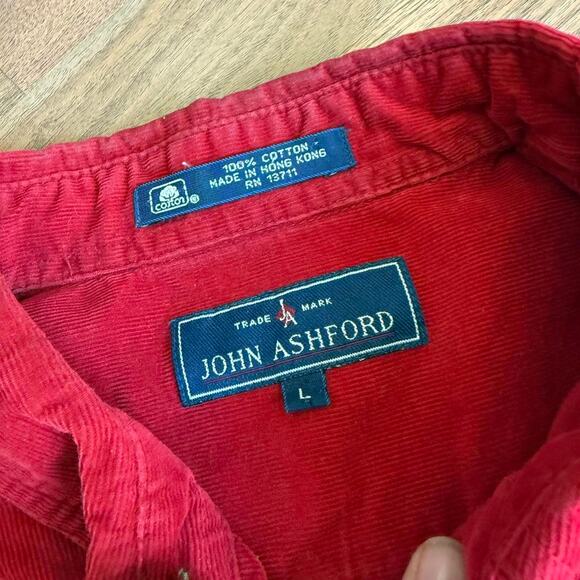 100% COTTON
MADE IN HONG KONG
RN 13711
COTTON ®
TRADE JA MARK
JOHN ASHFORD
L